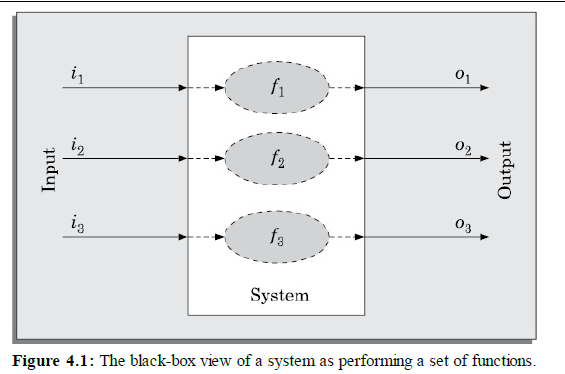 i₁ f₁ o₁
i₂ f₂ o₂
Input
Output
i₃ f₃ o₃
System
Figure 4.1: The black-box view of a system as performing a set of functions.